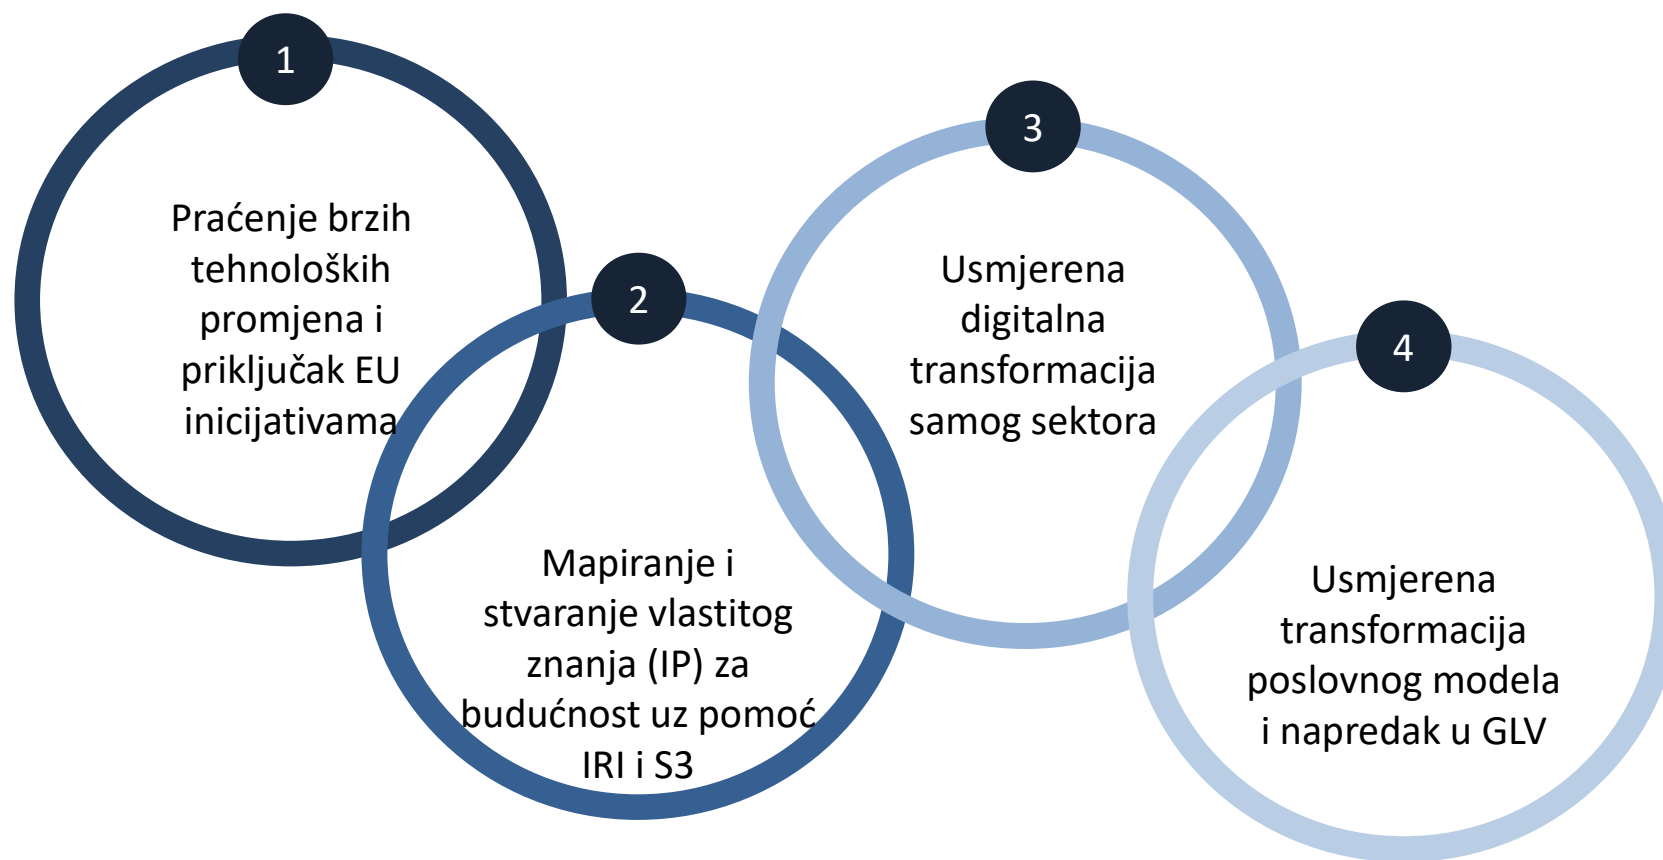 1
Praćenje brzih
tehnoloških
promjena i
priključak EU
inicijativama
2
Mapiranje i
stvaranje vlastitog
znanja (IP) za
budućnost uz pomoć
IRI i S3
3
Usmjerena
digitalna
transformacija
samog sektora
4
Usmjerena
transformacija
poslovnog modela
i napredak u GLV